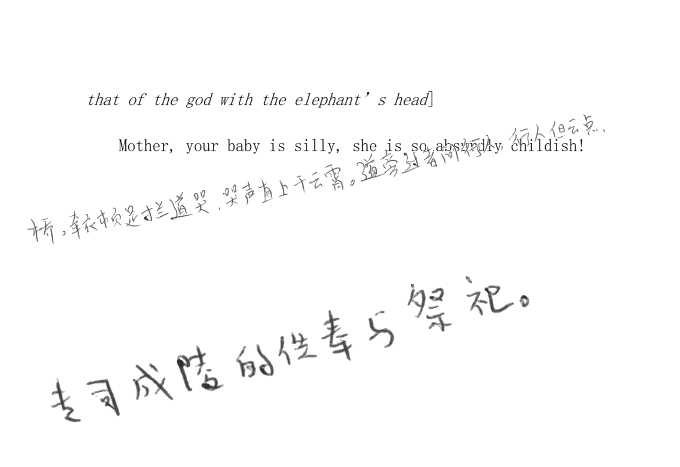 that of the god with the elephant's head]
Mother, your baby is silly, she is so absurdly childish!
桥。牵衣顿足拦道哭，哭声直上干云霄。道旁过者问行人，行人但云点
专司成陵的供奉与祭祀。